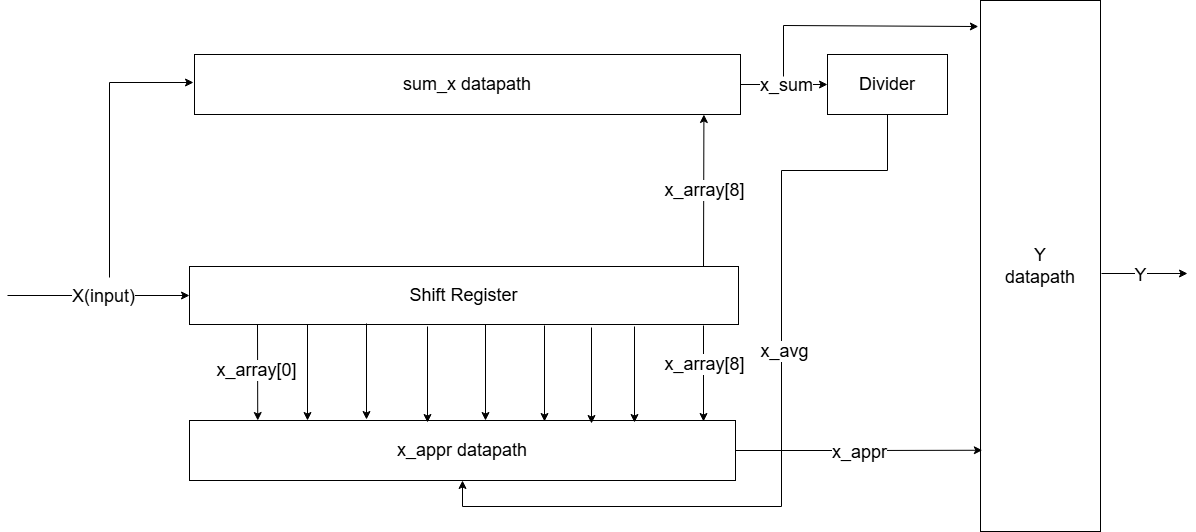 sum_x datapath
x_sum
Divider
x_array[8]
Y
datapath
Y
X(input)
Shift Register
x_array[0]
x_array[8]
x_avg
x_appr datapath
x_appr